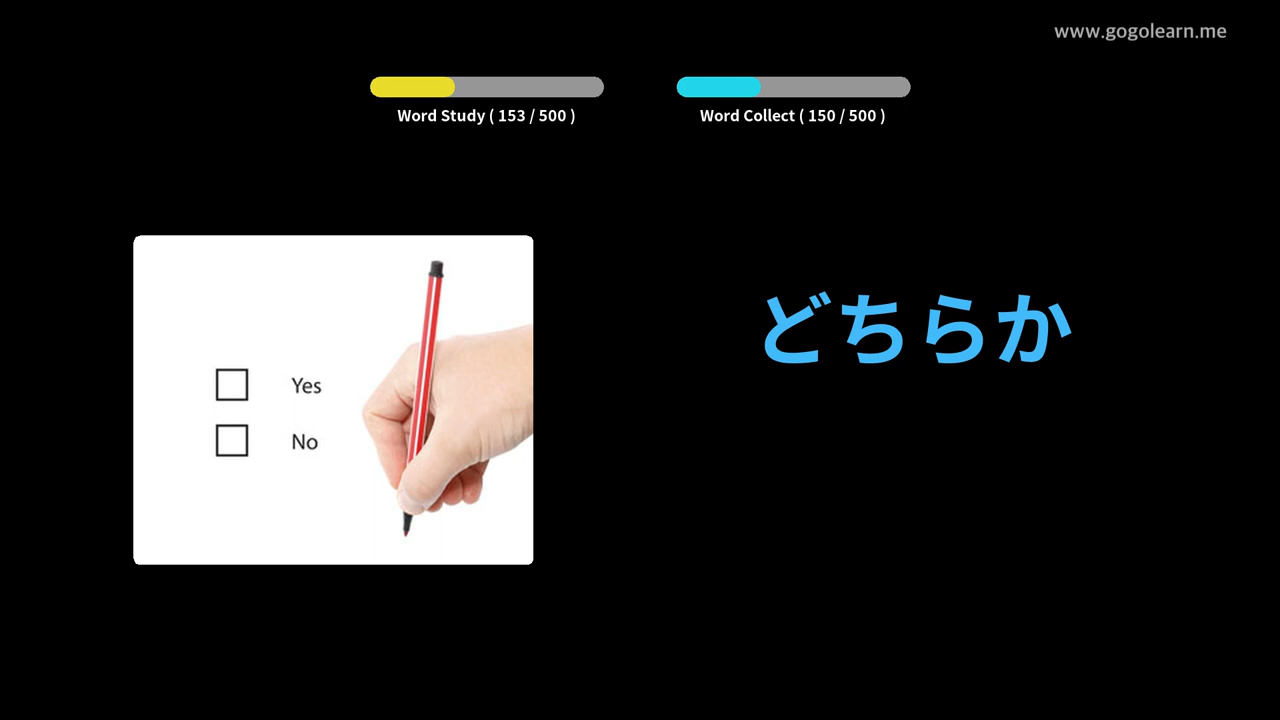 www.gogolearn.me
Word Study ( 153 / 500 )
Word Collect ( 150 / 500 )
Yes
No
どちらか